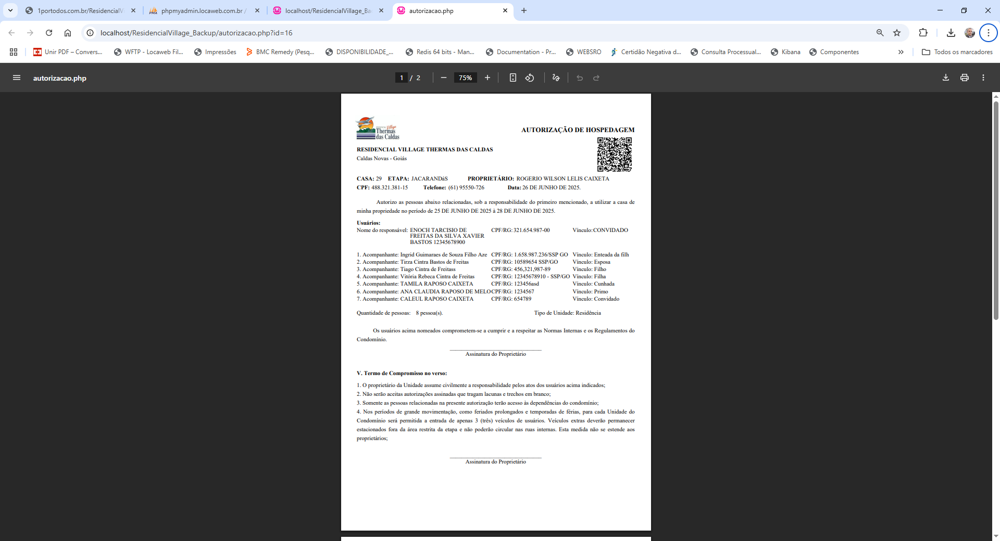 1portodos.com.br/ResidencialVi
phpmyadmin.locaweb.com.br /
localhost/ResidencialVillage_Ba
autorizacao.php
localhost/ResidencialVillage_Backup/autorizacao.php?id=16
Unir PDF – Convers...
WFTP - Locaweb Fil...
Impressões
BMC Remedy (Pesq...
DISPONIBILIDADE_...
Redis 64 bits - Man...
Documentation - Pr...
WEBSRO
Certidão Negativa d...
Consulta Processual...
Kibana
Componentes
Todos os marcadores
autorizacao.php
1 / 2
75%
Village
Thermas
das Caldas
AUTORIZAÇÃO DE HOSPEDAGEM
RESIDENCIAL VILLAGE THERMAS DAS CALDAS
Caldas Novas - Goiás
CASA: 29 ETAPA: JACARANDáS PROPRIETÁRIO: ROGERIO WILSON LELIS CAIXETA
CPF: 488.321.381-15 Telefone: (61) 95550-726 Data: 26 DE JUNHO DE 2025.
Autorizo as pessoas abaixo relacionadas, sob a responsabilidade do primeiro mencionado, a utilizar a casa de
minha propriedade no período de 25 DE JUNHO DE 2025 à 28 DE JUNHO DE 2025.
Usuários:
Nome do responsável: ENOCH TARCISIO DE CPF/RG: 321.654.987-00 Vínculo: CONVIDADO
FREITAS DA SILVA XAVIER
BASTOS 12345678900
1. Acompanhante: Ingrid Guimaraes de Souza Filho Aze CPF/RG: 1.658.987.236/SSP GO Vínculo: Enteada da filh
2. Acompanhante: Tirza Cintra Bastos de Freitas CPF/RG: 10589654 SSP/GO Vínculo: Esposa
3. Acompanhante: Tiago Cintra de Freitass CPF/RG: 456,321,987-89 Vínculo: Filho
4. Acompanhante: Vitória Rebeca Cintra de Freitas CPF/RG: 12345678910 - SSP/GO Vínculo: Filha
5. Acompanhante: TAMILA RAPOSO CAIXETA CPF/RG: 123456asd Vínculo: Cunhada
6. Acompanhante: ANA CLAUDIA RAPOSO DE MELO CPF/RG: 1234567 Vínculo: Primo
7. Acompanhante: CALEUL RAPOSO CAIXETA CPF/RG: 654789 Vínculo: Convidado
Quantidade de pessoas: 8 pessoa(s). Tipo de Unidade: Residência
Os usuários acima nomeados comprometem-se a cumprir e a respeitar as Normas Internas e os Regulamentos do
Condomínio.
Assinatura do Proprietário
V. Termo de Compromisso no verso:
1. O proprietário da Unidade assume civilmente a responsabilidade pelos atos dos usuários acima indicados;
2. Não serão aceitas autorizações assinadas que tragam lacunas e trechos em branco;
3. Somente as pessoas relacionadas na presente autorização terão acesso às dependências do condomínio;
4. Nos períodos de grande movimentação, como feriados prolongados e temporadas de férias, para cada Unidade do
Condomínio será permitida a entrada de apenas 3 (três) veículos de usuários. Veículos extras deverão permanecer
estacionados fora da área restrita da etapa e não poderão circular nas ruas internas. Esta medida não se estende aos
proprietários;
Assinatura do Proprietário